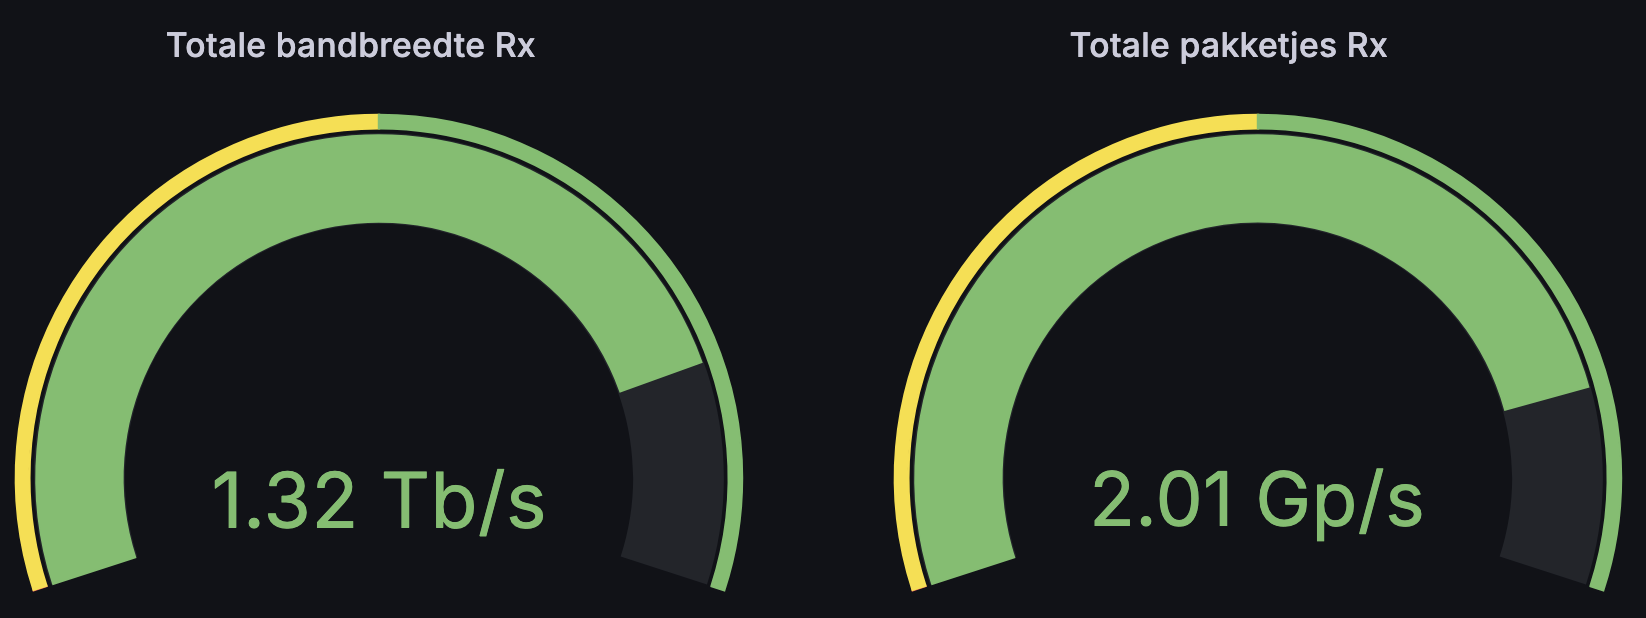 Totale bandbreedte Rx
1.32 Tb/s
Totale pakketjes Rx
2.01 Gp/s